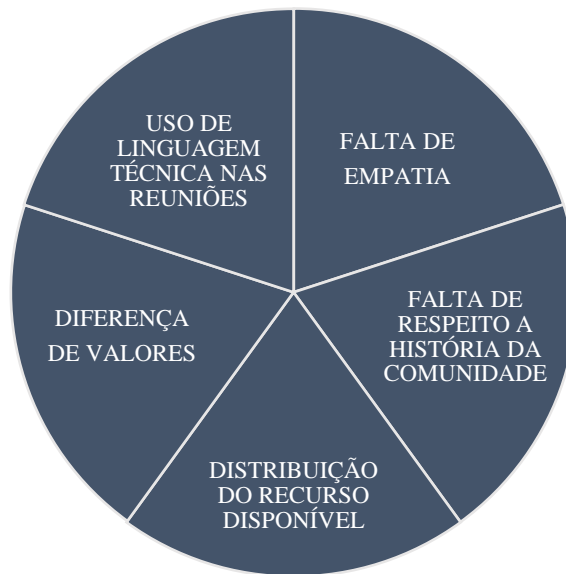 USO DE
LINGUAGEM
TÉCNICA NAS
REUNIÕES
FALTA DE
EMPATIA
FALTA DE
RESPEITO A
HISTÓRIA DA
COMUNIDADE
DISTRIBUIÇÃO
DO RECURSO
DISPONÍVEL
DIFERENÇA
DE VALORES